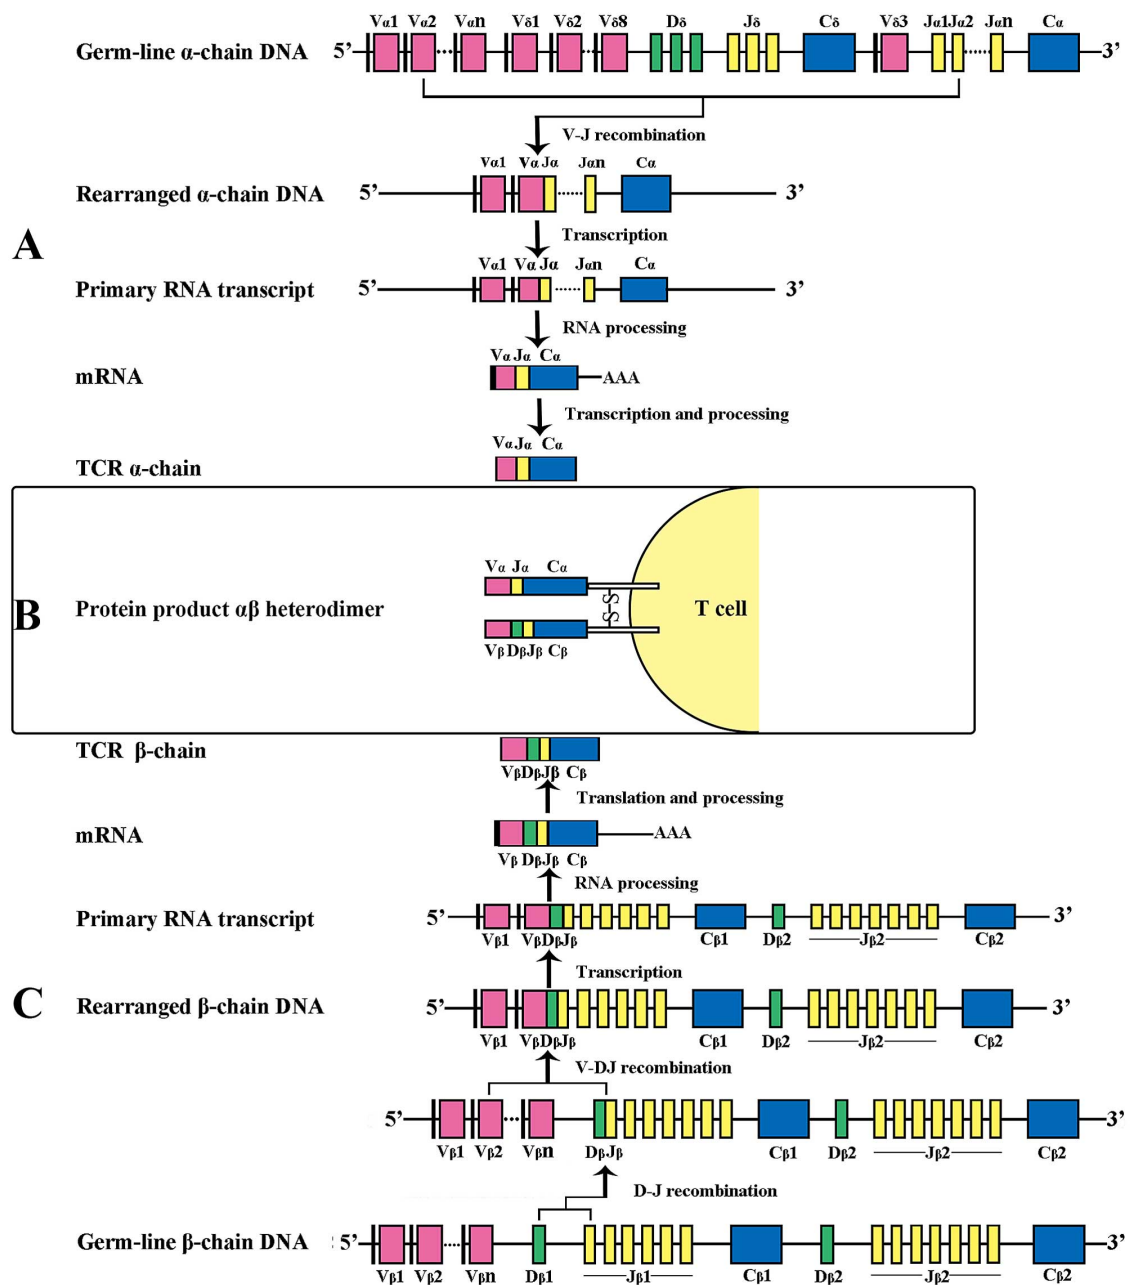 Vα1 Vα2 Vαn Vδ1 Vδ2 Vδ8 Dδ Jδ Cδ Vδ3 Jα1Jα2 Jαn Cα
Germ-line α-chain DNA 5’ 3’
V-J recombination
Vα1 Vα Jα Jαn Cα
Rearranged α-chain DNA 5’ 3’
A
Transcription
Vα1 Vα Jα Jαn Cα
Primary RNA transcript 5’ 3’
RNA processing
Vα Jα Cα
mRNA AAA
Transcription and processing
Vα Jα Cα
TCR α-chain
Vα Jα Cα
B Protein product αβ heterodimer S-S T cell
Vβ DβJβ Cβ
TCR β-chain
VβDβJβ Cβ
Translation and processing
mRNA AAA
Vβ DβJβ Cβ
RNA processing
Primary RNA transcript 5’ 3’
Vβ1 VβDβJβ Cβ1 Dβ2 Jβ2 Cβ2
Transcription
C
Rearranged β-chain DNA 5’ 3’
Vβ1 VβDβJβ Cβ1 Dβ2 Jβ2 Cβ2
V-DJ recombination
5’ 3’
Vβ1 Vβ2 Vβn DβJβ Cβ1 Dβ2 Jβ2 Cβ2
D-J recombination
Germ-line β-chain DNA 5’ 3’
Vβ1 Vβ2 Vβn Dβ1 Jβ1 Cβ1 Dβ2 Jβ2 Cβ2